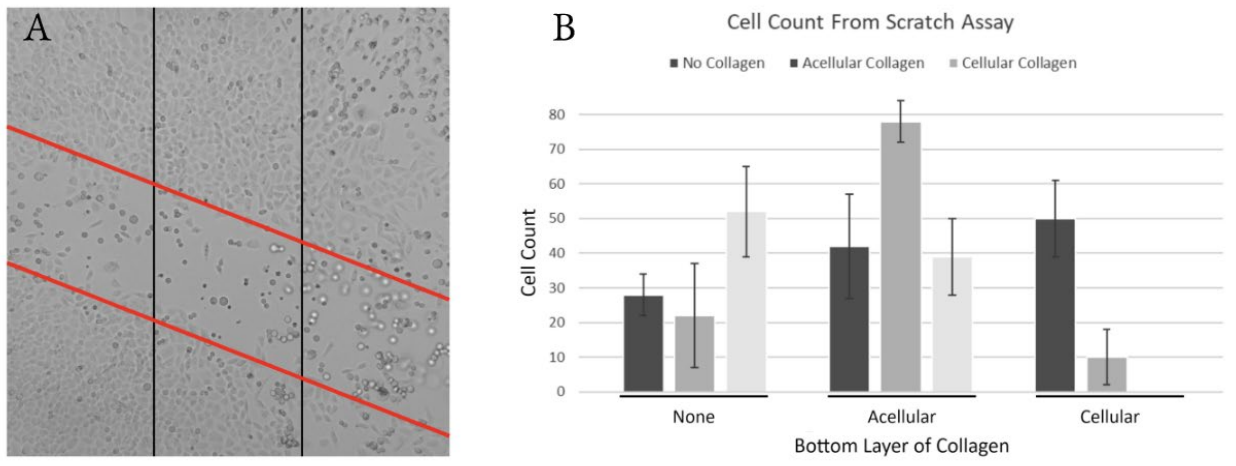 A
B
Cell Count From Scratch Assay
No Collagen Acellular Collagen Cellular Collagen
80
70
60
50
40
30
20
10
0
Cell Count
None Acellular Cellular
Bottom Layer of Collagen